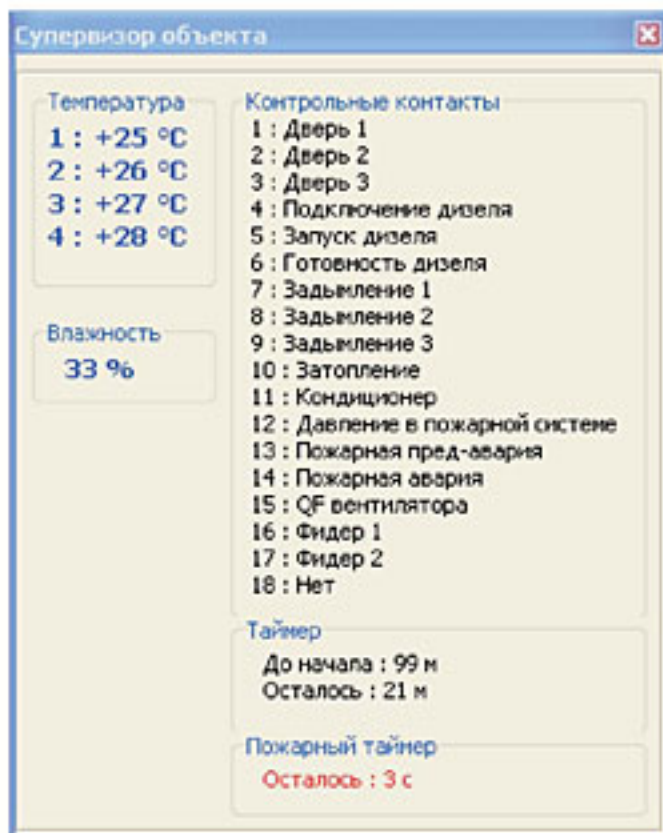 Супервизор объекта
Температура
1 : +25 °C
2 : +26 °C
3 : +27 °C
4 : +28 °C
Влажность
33 %
Контрольные контакты
1 : Дверь 1
2 : Дверь 2
3 : Дверь 3
4 : Подключение дизеля
5 : Запуск дизеля
6 : Готовность дизеля
7 : Задымление 1
8 : Задымление 2
9 : Задымление 3
10 : Затопление
11 : Кондиционер
12 : Давление в пожарной системе
13 : Пожарная пред-авария
14 : Пожарная авария
15 : QF вентилятора
16 : Фидер 1
17 : Фидер 2
18 : Нет
Таймер
До начала : 99 м
Осталось : 21 м
Пожарный таймер
Осталось : 3 с